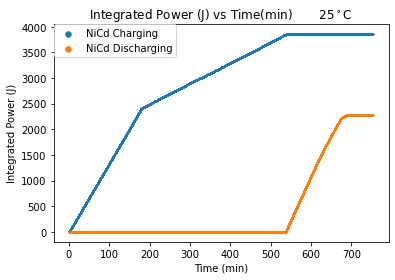 Integrated Power (J) vs Time(min) 25°C
NiCd Charging
NiCd Discharging
Integrated Power (J)
4000
3500
3000
2500
2000
1500
1000
500
0
0 100 200 300 400 500 600 700
Time (min)